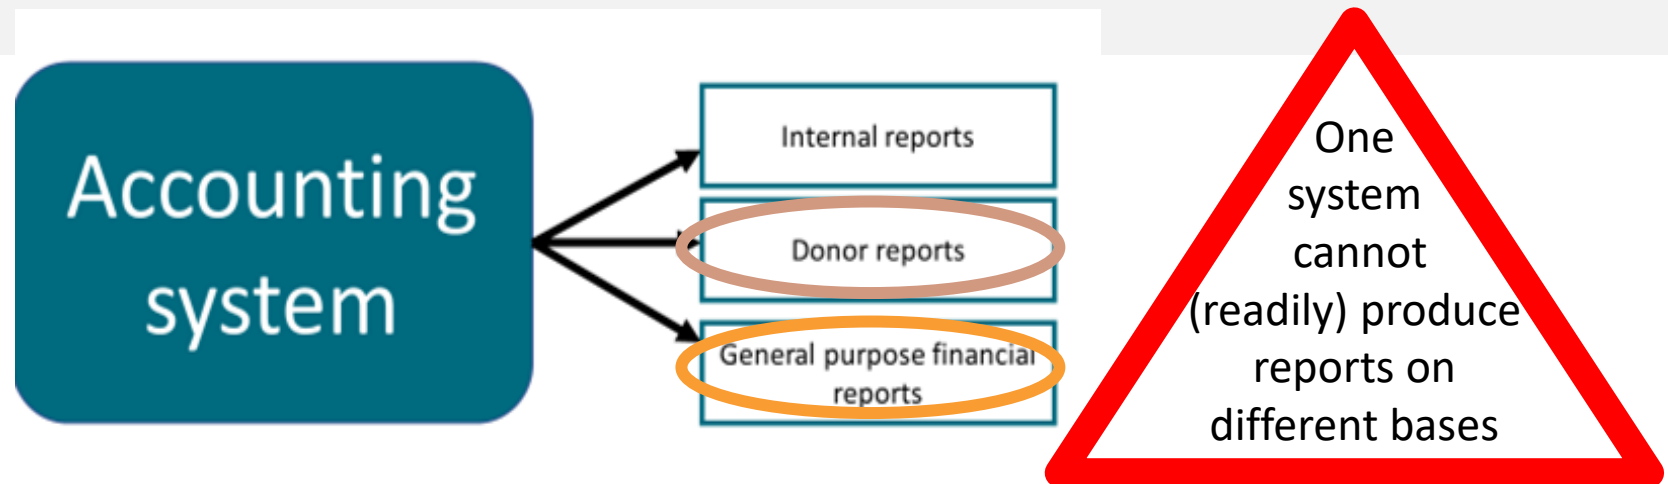 Accounting
system
Internal reports
Donor reports
General purpose financial
reports
One
system
cannot
(readily) produce
reports on
different bases